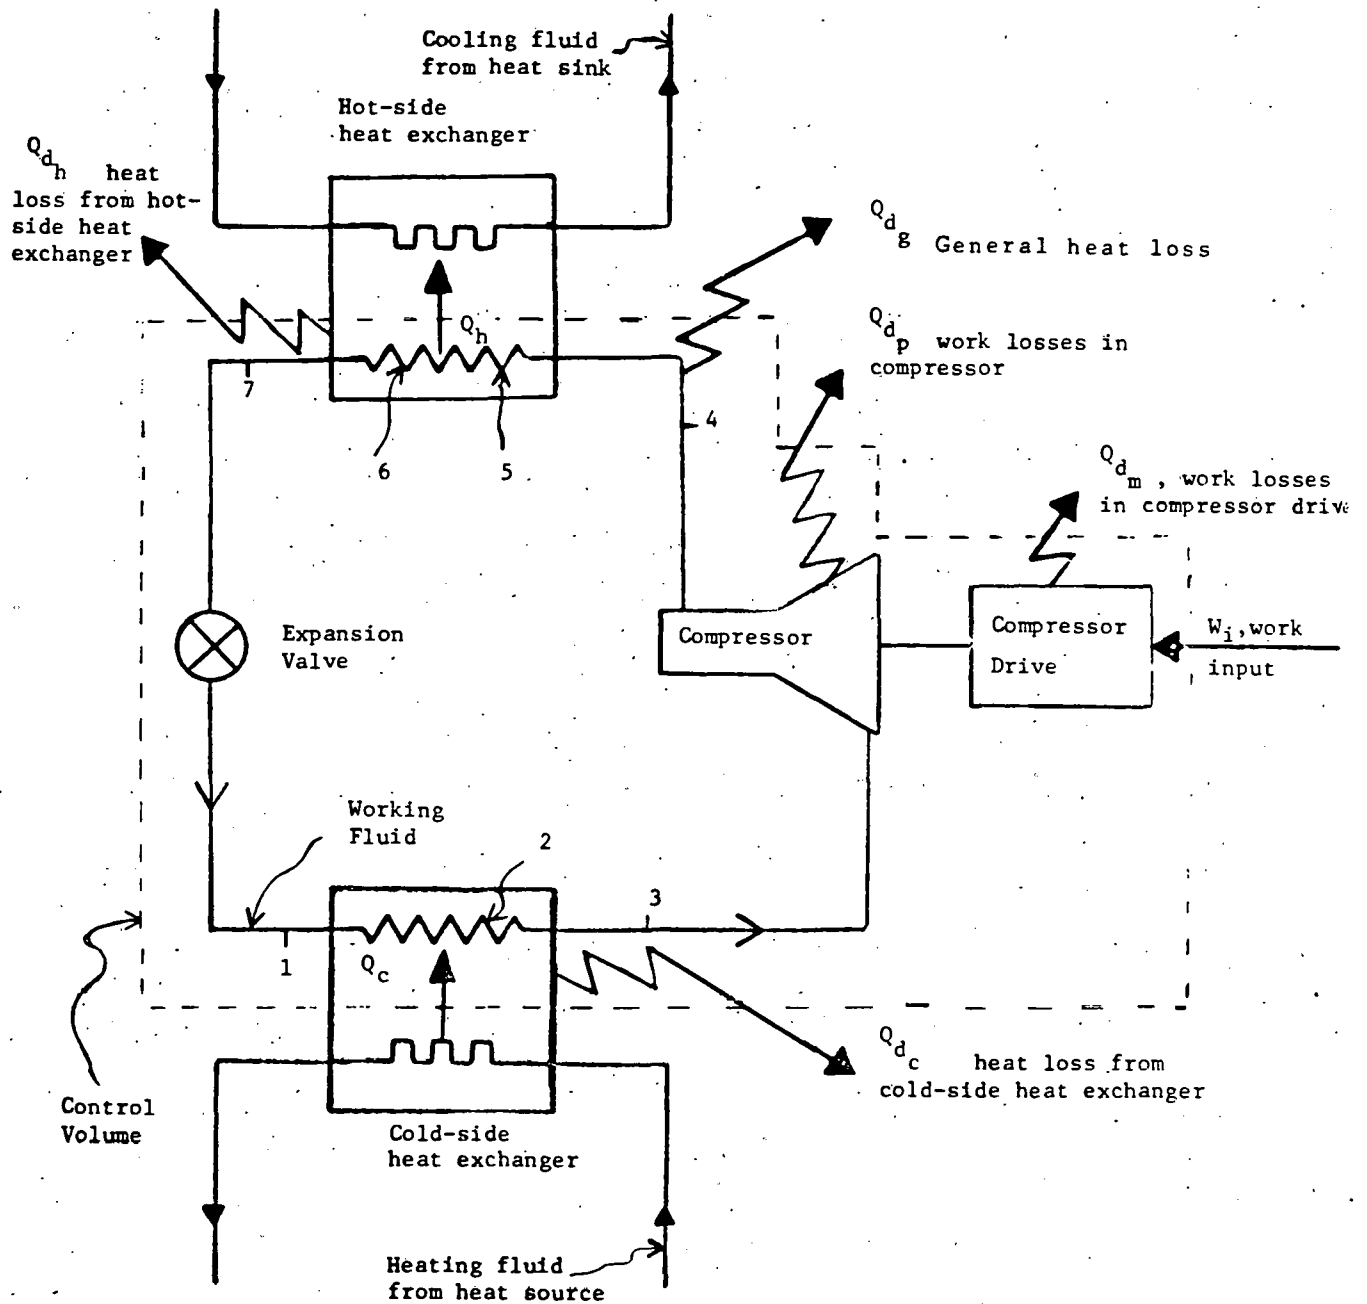 Cooling fluid
from heat sink
Hot-side
heat exchanger
Qdh heat
loss from hot-
side heat
exchanger
Qdg General heat loss
Qh
Qdp work losses in
compressor
7
4
6
5
Qdm, work losses
in compressor drive
Compressor
Compressor
Drive
Wi, work
input
Expansion
Valve
Working
Fluid
2
3
1
Qc
Qdc heat loss from
cold-side heat exchanger
Control
Volume
Cold-side
heat exchanger
Heating fluid
from heat source